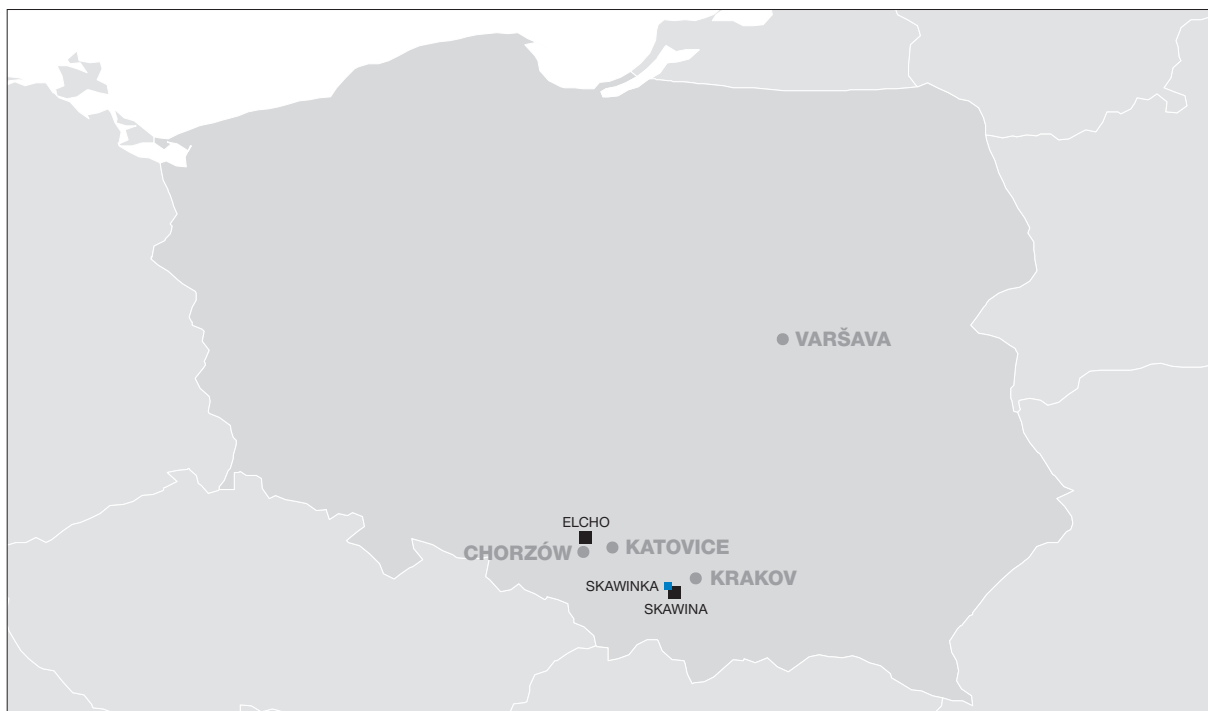 VARŠAVA
ELCHO
CHORZÓW
KATOVICE
KRAKOV
SKAWINKA
SKAWINA